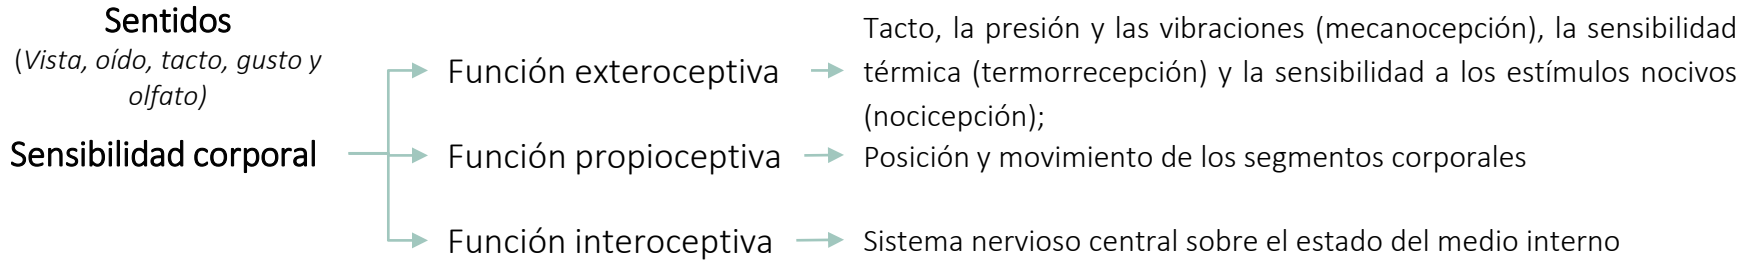 Sentidos
(Vista, oído, tacto, gusto y
olfato)
Sensibilidad corporal
Función exteroceptiva
Tacto, la presión y las vibraciones (mecanocepción), la sensibilidad
térmica (termorrecepción) y la sensibilidad a los estímulos nocivos
(nocicepción);
Función propioceptiva
Posición y movimiento de los segmentos corporales
Función interoceptiva
Sistema nervioso central sobre el estado del medio interno